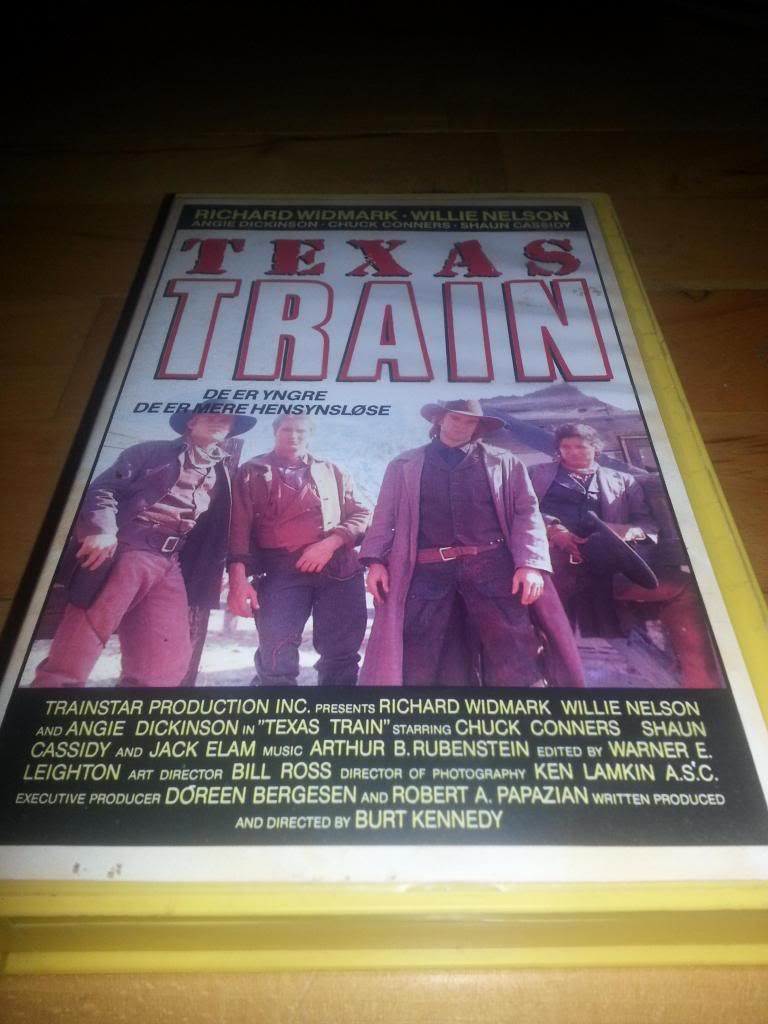 RICHARD WIDMARK · WILLIE NELSON
ANGIE DICKINSON · CHUCK CONNERS · SHAUN CASSIDY
TEXAS
TRAIN
DE ER YNGRE
DE ER MERE HENSYNSLØSE
TRAINSTAR PRODUCTION INC. PRESENTS RICHARD WIDMARK WILLIE NELSON
AND ANGIE DICKINSON IN "TEXAS TRAIN" STARRING CHUCK CONNERS SHAUN
CASSIDY AND JACK ELAM MUSIC ARTHUR B. RUBENSTEIN EDITED BY WARNER E.
LEIGHTON ART DIRECTOR BILL ROSS DIRECTOR OF PHOTOGRAPHY KEN LAMKIN A.S.C.
EXECUTIVE PRODUCER DOREEN BERGESEN AND ROBERT A. PAPAZIAN WRITTEN PRODUCED
AND DIRECTED BY BURT KENNEDY